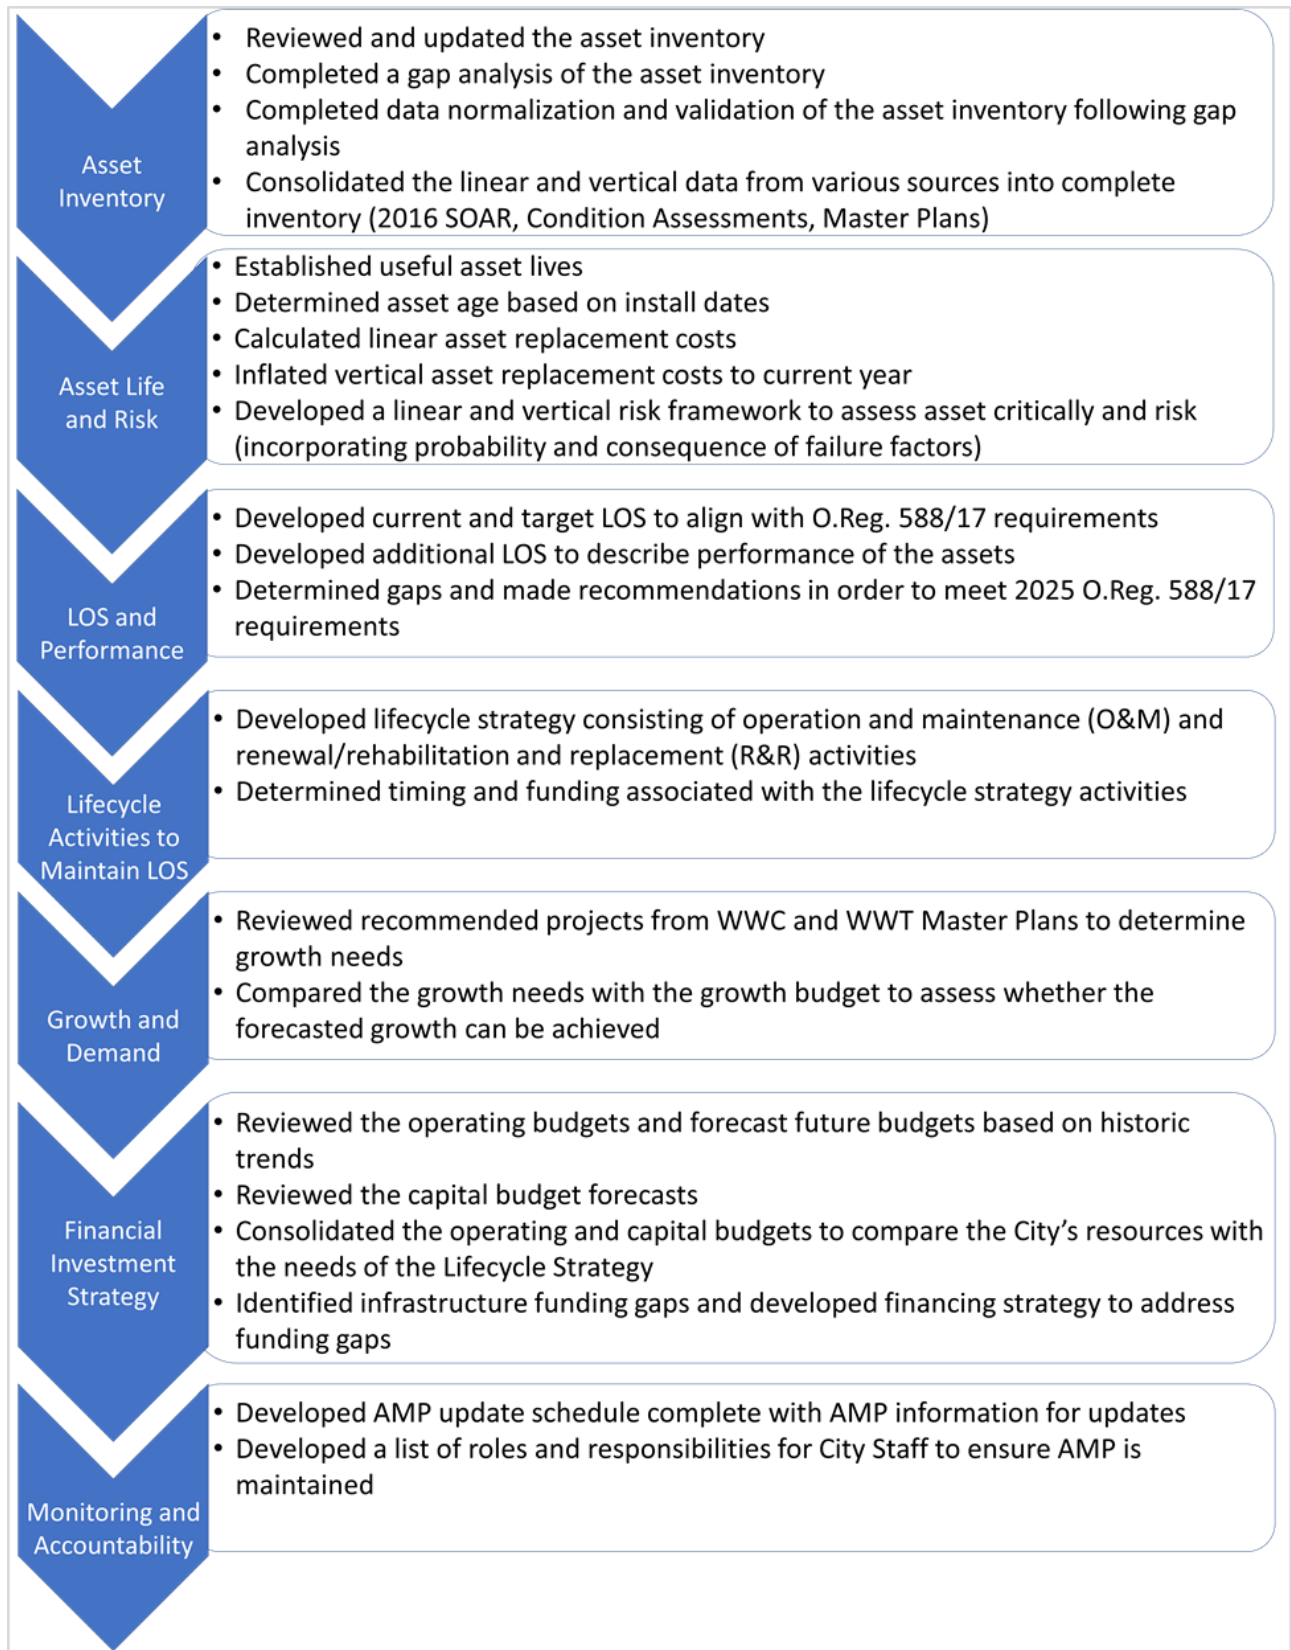 Asset
Inventory
• Reviewed and updated the asset inventory
• Completed a gap analysis of the asset inventory
• Completed data normalization and validation of the asset inventory following gap
analysis
• Consolidated the linear and vertical data from various sources into complete
inventory (2016 SOAR, Condition Assessments, Master Plans)
Asset Life
and Risk
• Established useful asset lives
• Determined asset age based on install dates
• Calculated linear asset replacement costs
• Inflated vertical asset replacement costs to current year
• Developed a linear and vertical risk framework to assess asset critically and risk
(incorporating probability and consequence of failure factors)
LOS and
Performance
• Developed current and target LOS to align with O.Reg. 588/17 requirements
• Developed additional LOS to describe performance of the assets
• Determined gaps and made recommendations in order to meet 2025 O.Reg. 588/17
requirements
Lifecycle
Activities to
Maintain LOS
• Developed lifecycle strategy consisting of operation and maintenance (O&M) and
renewal/rehabilitation and replacement (R&R) activities
• Determined timing and funding associated with the lifecycle strategy activities
Growth and
Demand
• Reviewed recommended projects from WWC and WWT Master Plans to determine
growth needs
• Compared the growth needs with the growth budget to assess whether the
forecasted growth can be achieved
Financial
Investment
Strategy
• Reviewed the operating budgets and forecast future budgets based on historic
trends
• Reviewed the capital budget forecasts
• Consolidated the operating and capital budgets to compare the City’s resources with
the needs of the Lifecycle Strategy
• Identified infrastructure funding gaps and developed financing strategy to address
funding gaps
Monitoring and
Accountability
• Developed AMP update schedule complete with AMP information for updates
• Developed a list of roles and responsibilities for City Staff to ensure AMP is
maintained